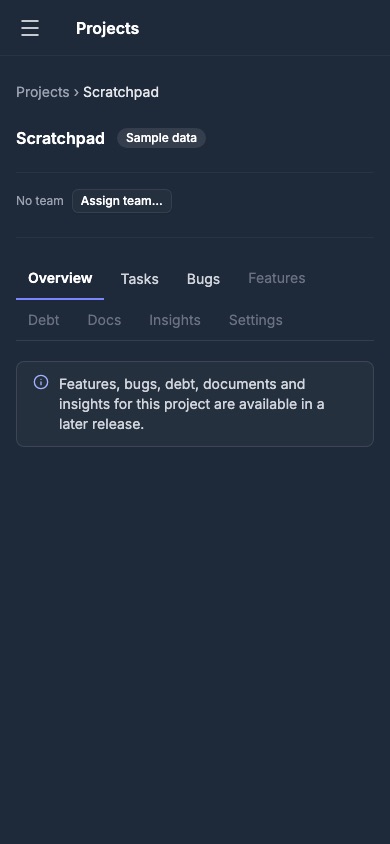 Projects
Projects › Scratchpad
Scratchpad Sample data
No team Assign team...
Overview Tasks Bugs Features
Debt Docs Insights Settings
Features, bugs, debt, documents and
insights for this project are available in a
later release.